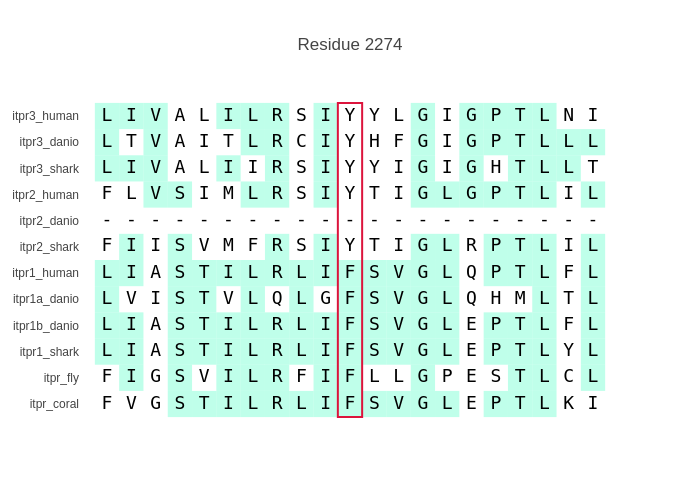 Residue 2274
itpr3_human L I V A L I L R S I Y Y L G I G P T L N I
itpr3_danio L T V A I T L R C I Y H F G I G P T L L L
itpr3_shark L I V A L I I R S I Y Y I G I G H T L L T
itpr2_human F L V S I M L R S I Y T I G L G P T L I L
itpr2_danio - - - - - - - - - - - - - - - - - - - - -
itpr2_shark F I I S V M F R S I Y T I G L R P T L I L
itpr1_human L I A S T I L R L I F S V G L Q P T L F L
itpr1a_danio L V I S T V L Q L G F S V G L Q H M L T L
itpr1b_danio L I A S T I L R L I F S V G L E P T L F L
itpr1_shark L I A S T I L R L I F S V G L E P T L Y L
itpr_fly F I G S V I L R F I F L L G P E S T L C L
itpr_coral F V G S T I L R L I F S V G L E P T L K I